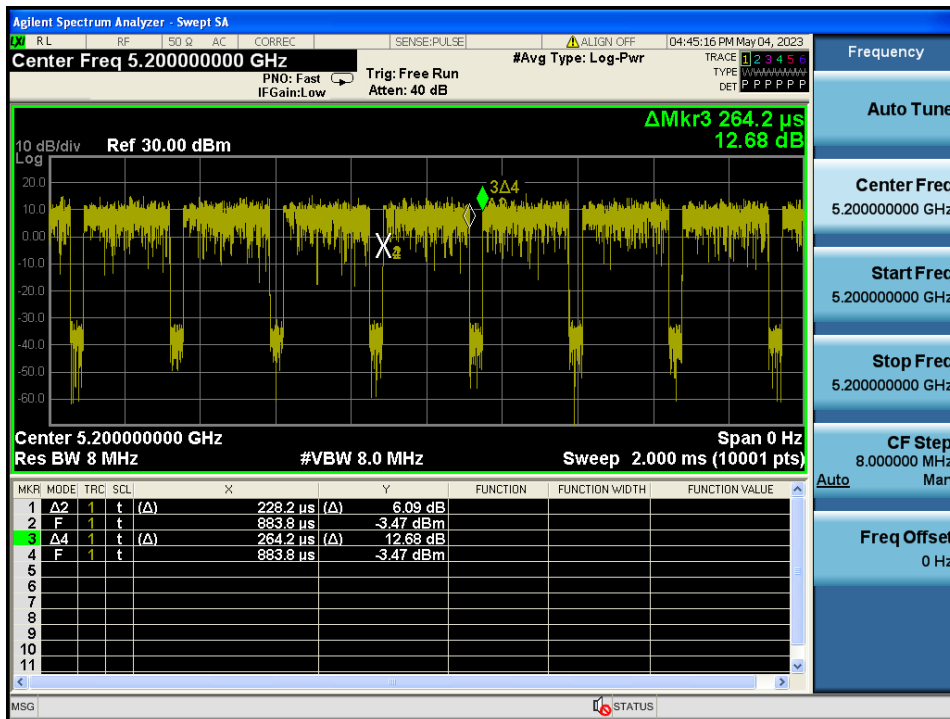 Agilent Spectrum Analyzer - Swept SA
LXI RL RF 50 Ω AC CORREC SENSE:PULSE ALIGN OFF 04:45:16 PM May 04, 2023
Center Freq 5.200000000 GHz
PNO: Fast
IFGain:Low
Trig: Free Run
Atten: 40 dB
#Avg Type: Log-Pwr
TRACE 1 2 3 4 5 6
TYPE
DET P P P P P P
ΔMkr3 264.2 µs
12.68 dB
10 dB/div Ref 30.00 dBm
Log
20.0
10.0
0.00
-10.0
-20.0
-30.0
-40.0
-50.0
-60.0
3Δ4
Center 5.200000000 GHz Span 0 Hz
Res BW 8 MHz #VBW 8.0 MHz Sweep 2.000 ms (10001 pts)
MKR MODE TRC SCL X Y FUNCTION FUNCTION WIDTH FUNCTION VALUE
1 Δ2 1 t (Δ) 228.2 µs (Δ) 6.09 dB
2 F 1 t 883.8 µs -3.47 dBm
3 Δ4 1 t (Δ) 264.2 µs (Δ) 12.68 dB
4 F 1 t 883.8 µs -3.47 dBm
5
6
7
8
9
10
11
MSG STATUS
Frequency
Auto Tune
Center Freq
5.200000000 GHz
Start Freq
5.200000000 GHz
Stop Freq
5.200000000 GHz
CF Step
8.000000 MHz
Auto Man
Freq Offset
0 Hz